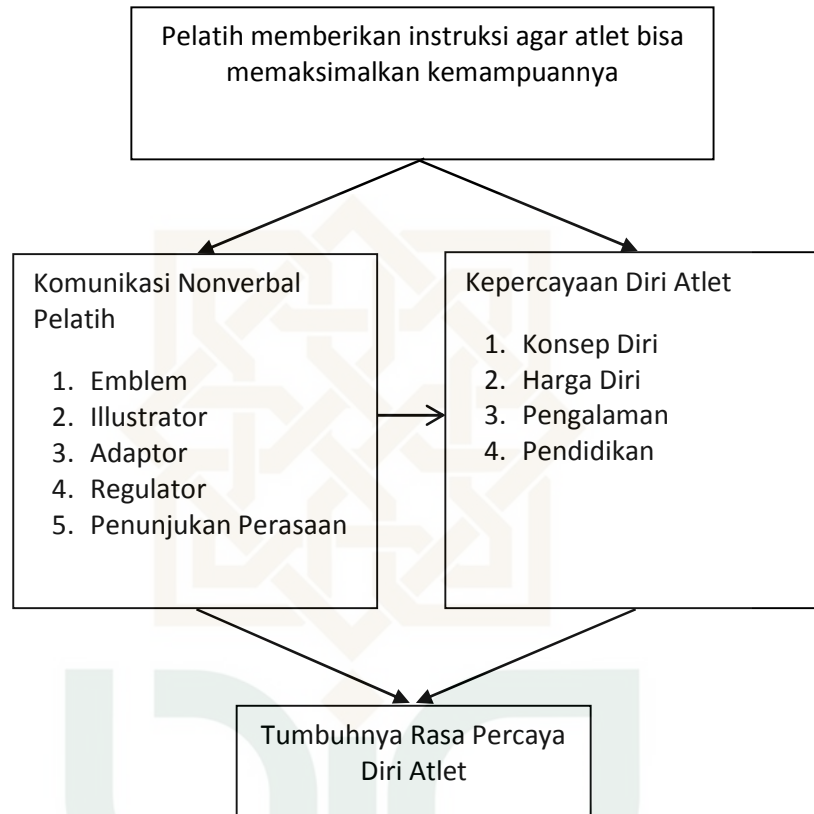 Pelatih memberikan instruksi agar atlet bisa
memaksimalkan kemampuannya
Komunikasi Nonverbal
Pelatih
1. Emblem
2. Illustrator
3. Adaptor
4. Regulator
5. Penunjukan Perasaan
Kepercayaan Diri Atlet
1. Konsep Diri
2. Harga Diri
3. Pengalaman
4. Pendidikan
Tumbuhnya Rasa Percaya
Diri Atlet